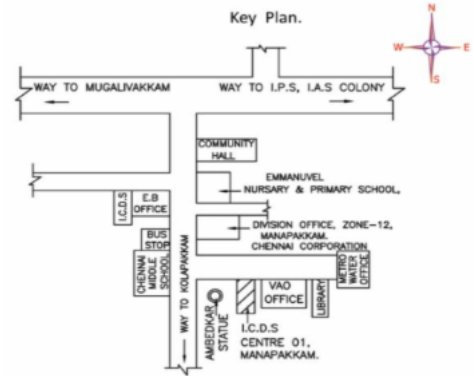 Key Plan.
N
W
E
S
WAY TO MUGALIVAKKAM
WAY TO I.P.S, I.A.S COLONY
COMMUNITY
HALL
EMMANUVEL
NURSARY & PRIMARY SCHOOL,
I.C.D.S
E.B
OFFICE
DIVISION OFFICE, ZONE-12,
MANAPAKKAM.
CHENNAI CORPORATION
BUS
STOP
CHENNAI
MIDDLE
SCHOOL
WAY TO KOLAPAKKAM
METRO
WATER
OFFICE
VAO
OFFICE
LIBRARY
AMBEDKAR
STATUE
I.C.D.S
CENTRE 01,
MANAPAKKAM.